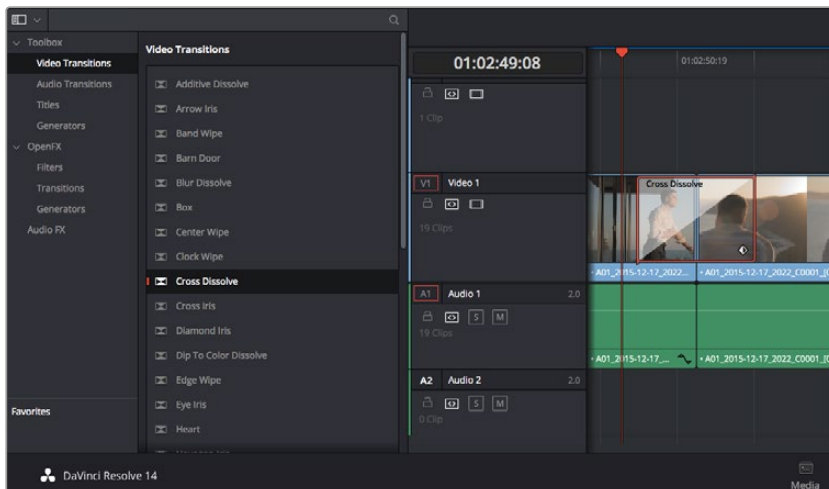 Toolbox
Video Transitions
Audio Transitions
Titles
Generators
OpenFX
Filters
Transitions
Generators
Audio FX
Favorites
Video Transitions
Additive Dissolve
Arrow Iris
Band Wipe
Barn Door
Blur Dissolve
Box
Center Wipe
Clock Wipe
Cross Dissolve
Cross Iris
Diamond Iris
Dip To Color Dissolve
Edge Wipe
Eye Iris
Heart
01:02:49:08
01:02:50:19
1 Clip
V1 Video 1
19 Clips
Cross Dissolve
A01_2015-12-17_2022... A01_2015-12-17_2022_C0001_[0
A1 Audio 1 2.0
S M
19 Clips
A01_2015-12-17_... A01_2015-12-17_2022_C0001_[0
A2 Audio 2 2.0
S M
0 Clip
DaVinci Resolve 14
Media